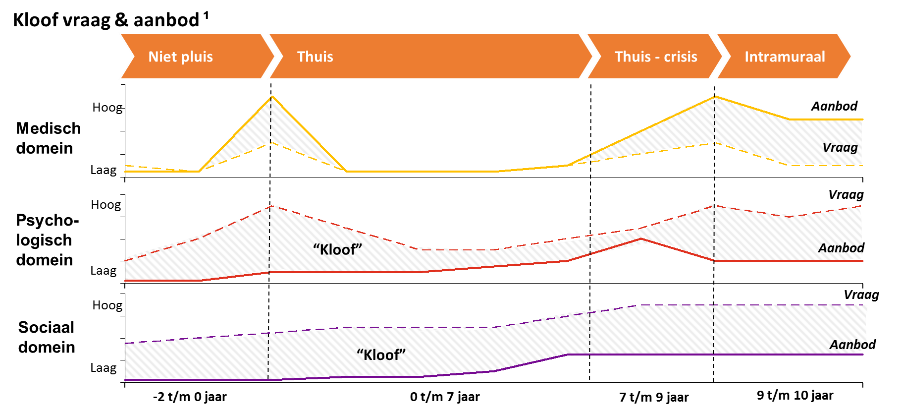 Kloof vraag & aanbod ¹
Niet pluis
Thuis
Thuis - crisis
Intramuraal
Medisch
domein
Hoog
Laag
Aanbod
Vraag
Psycho-
logisch
domein
Hoog
Laag
"Kloof"
Vraag
Aanbod
Sociaal
domein
Hoog
Laag
"Kloof"
Vraag
Aanbod
-2 t/m 0 jaar
0 t/m 7 jaar
7 t/m 9 jaar
9 t/m 10 jaar